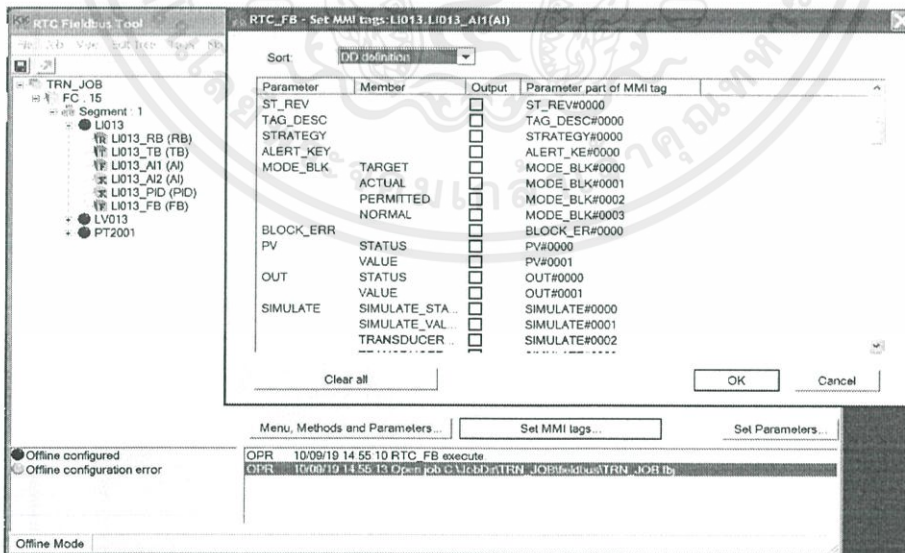 RTC Fieldbus Tool
RTC_FB - Set MMI tags:LI013.LI013_AI1(AI)
Sort: DD definition
Parameter Member Output Parameter part of MMI tag
ST_REV ST_REV#0000
TAG_DESC TAG_DESC#0000
STRATEGY STRATEGY#0000
ALERT_KEY ALERT_KE#0000
MODE_BLK TARGET MODE_BLK#0000
ACTUAL MODE_BLK#0001
PERMITTED MODE_BLK#0002
NORMAL MODE_BLK#0003
BLOCK_ERR BLOCK_ER#0000
PV STATUS PV#0000
VALUE PV#0001
OUT STATUS OUT#0000
VALUE OUT#0001
SIMULATE SIMULATE_STA... SIMULATE#0000
SIMULATE_VAL... SIMULATE#0001
TRANSDUCER ... SIMULATE#0002
Clear all OK Cancel
TRN_JOB
FC . 15
Segment : 1
LI013
LI013_RB (RB)
LI013_TB (TB)
LI013_AI1 (AI)
LI013_AI2 (AI)
LI013_PID (PID)
LI013_FB (FB)
LV013
PT2001
Menu, Methods and Parameters... Set MMI tags... Set Parameters...
Offline configured
Offline configuration error
OPR 10/09/19 14 55 10 RTC_FB execute.
OPR 10/09/19 14 55 13 Open job C:\JobDir\TRN_JOB\fieldbus\TRN_JOB.fbj
Offline Mode